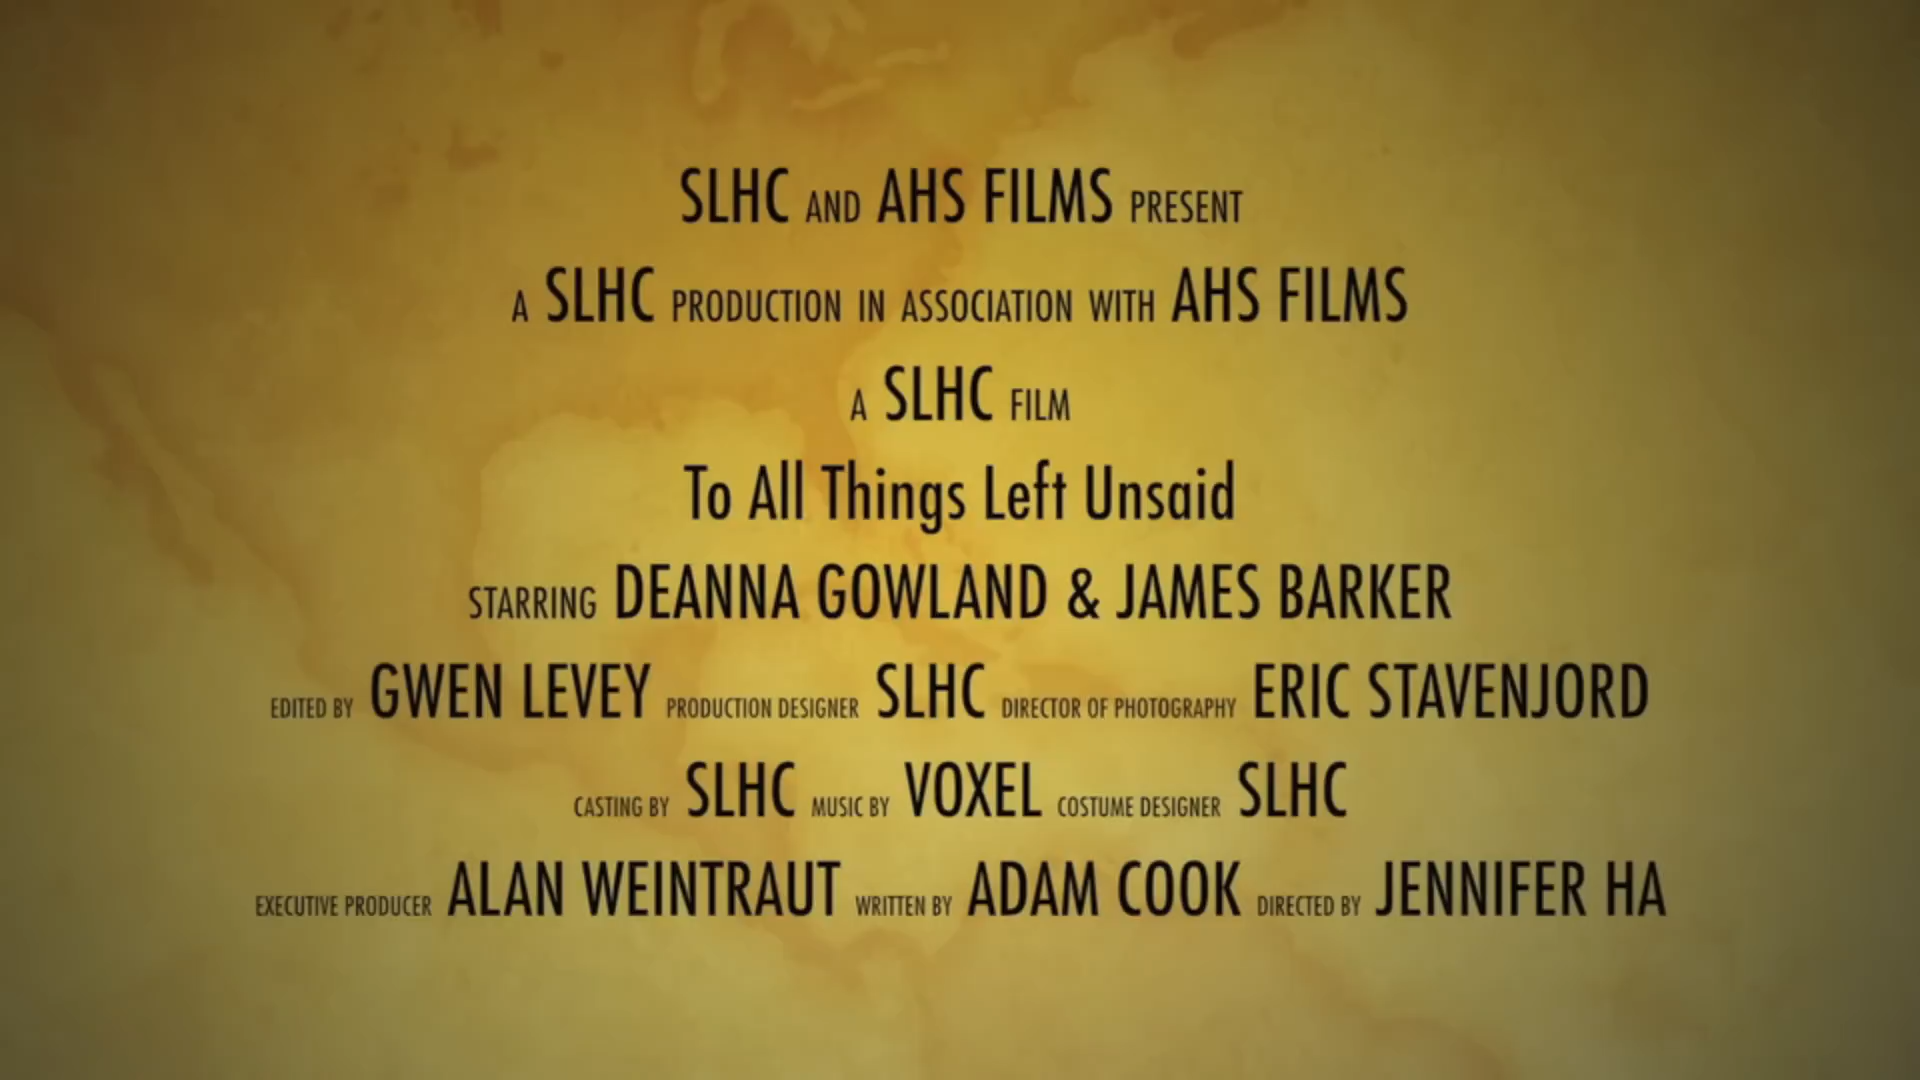 SLHC AND AHS FILMS PRESENT
A SLHC PRODUCTION IN ASSOCIATION WITH AHS FILMS
A SLHC FILM
To All Things Left Unsaid
STARRING DEANNA GOWLAND & JAMES BARKER
EDITED BY GWEN LEVEY PRODUCTION DESIGNER SLHC DIRECTOR OF PHOTOGRAPHY ERIC STAVENJORD
CASTING BY SLHC MUSIC BY VOXEL COSTUME DESIGNER SLHC
EXECUTIVE PRODUCER ALAN WEINTRAUT WRITTEN BY ADAM COOK DIRECTED BY JENNIFER HA